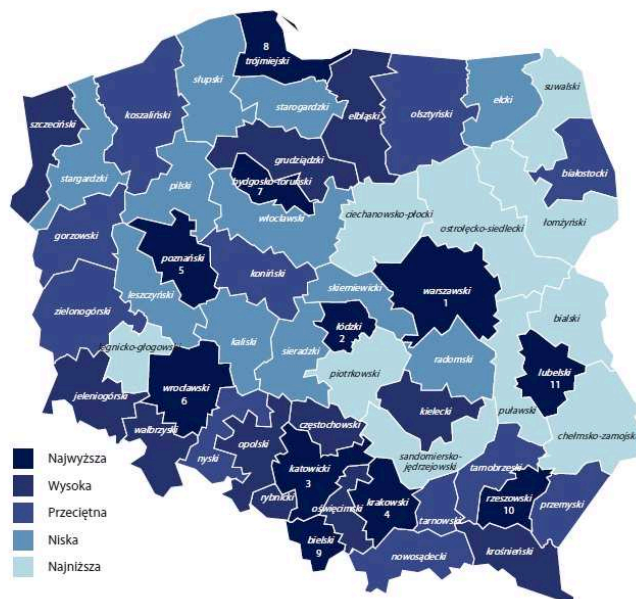 8
trójmiejski
słupski
koszaliński
szczeciński
starogardzki
elbląski
olsztyński
ełcki
suwalski
białostocki
stargardzki
pilski
grudziądzki
bydgosko-toruński
7
włocławski
ciechanowsko-płocki
ostrołęcko-siedlecki
łomżyński
gorzowski
poznański
5
koniński
zielonogórski
leszczyński
skierniewicki
warszawski
1
bialski
łódzki
2
kaliski
sieradzki
radomski
legnicko-głogowski
piotrkowski
lubelski
11
jeleniogórski
wrocławski
6
kielecki
puławski
wałbrzyski
częstochowski
chełmsko-zamojski
opolski
nyski
sandomiersko-
jędrzejowski
katowicki
3
tamobrzeski
rybnicki
oświęcimski
krakowski
4
rzeszowski
10
przemyski
tarnowski
bielski
9
nowosądecki
krośnieński
Najwyższa
Wysoka
Przeciętna
Niska
Najniższa